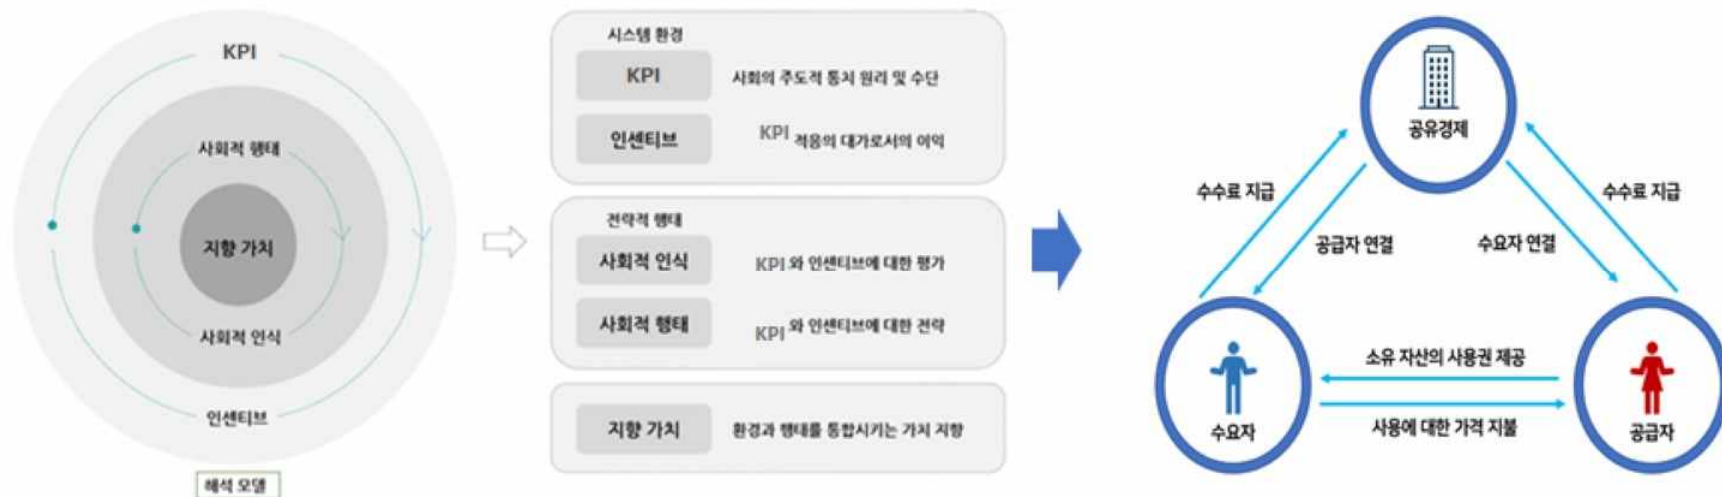 KPI
사회적 행태
지향 가치
사회적 인식
인센티브
해석 모델
시스템 환경
KPI 사회의 주도적 통치 원리 및 수단
인센티브 KPI 적응의 대가로서의 이익
전략적 행태
사회적 인식 KPI 와 인센티브에 대한 평가
사회적 행태 KPI 와 인센티브에 대한 전략
지향 가치 환경과 행태를 통합시키는 가치 지향
공유경제
수수료 지급
수수료 지급
공급자 연결
수요자 연결
소유 자산의 사용권 제공
사용에 대한 가격 지불
수요자
공급자